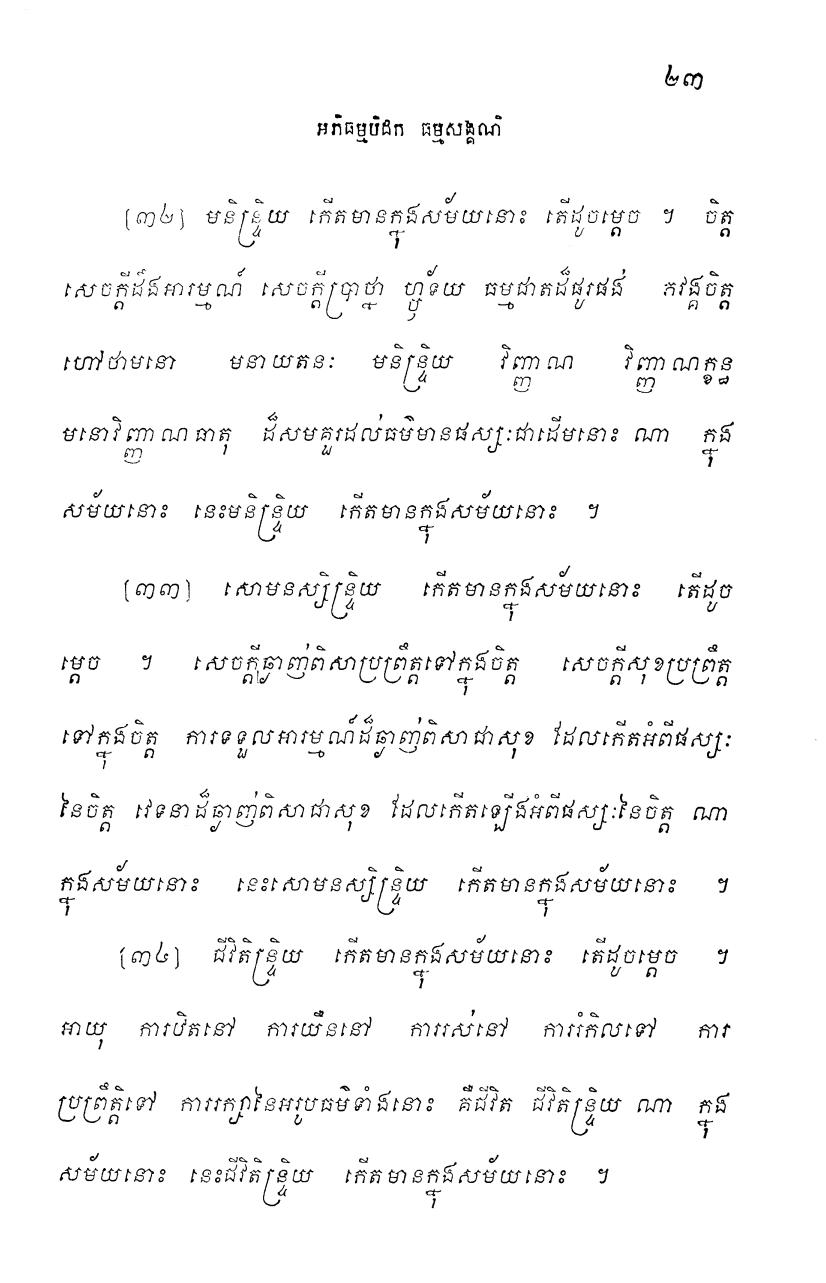 ២៣
អភិធម្មបិដក ធម្មសង្គណិ
[៣២] មនិន្ទ្រិយ កើតមានក្នុងសម័យនោះ តើដូចម្តេច ។ ចិត្ត
សេចក្តីដឹងអារម្មណ៍ សេចក្តីប្រាថ្នា ហ្ឫទ័យ ធម្មជាតដ៏ផូរផង់ ភវង្គចិត្ត
ហៅថាមនោ មនាយតនៈ មនិន្ទ្រិយ វិញ្ញាណ វិញ្ញាណក្ខន្ធ
មនោវិញ្ញាណធាតុ ដ៏សមគួរដល់ធម៌មានផស្សៈជាដើមនោះ ណា ក្នុង
សម័យនោះ នេះមនិន្ទ្រិយ កើតមានក្នុងសម័យនោះ ។
[៣៣] សោមនស្សិន្ទ្រិយ កើតមានក្នុងសម័យនោះ តើដូច
ម្តេច ។ សេចក្តីឆ្ងាញ់ពិសាប្រព្រឹត្តទៅក្នុងចិត្ត សេចក្តីសុខប្រព្រឹត្ត
ទៅក្នុងចិត្ត ការទទួលអារម្មណ៍ដ៏ឆ្ងាញ់ពិសាជាសុខ ដែលកើតអំពីផស្សៈ
នៃចិត្ត វេទនាដ៏ឆ្ងាញ់ពិសាជាសុខ ដែលកើតឡើងអំពីផស្សៈនៃចិត្ត ណា
ក្នុងសម័យនោះ នេះសោមនស្សិន្ទ្រិយ កើតមានក្នុងសម័យនោះ ។
[៣៤] ជីវិតិន្ទ្រិយ កើតមានក្នុងសម័យនោះ តើដូចម្តេច ។
អាយុ ការឋិតនៅ ការយឺននៅ ការរស់នៅ ការរំកិលទៅ ការ
ប្រព្រឹត្តិទៅ ការរក្សានៃអរូបធម៌ទាំងនោះ គឺជីវិត ជីវិតិន្ទ្រិយ ណា ក្នុង
សម័យនោះ នេះជីវិតិន្ទ្រិយ កើតមានក្នុងសម័យនោះ ។